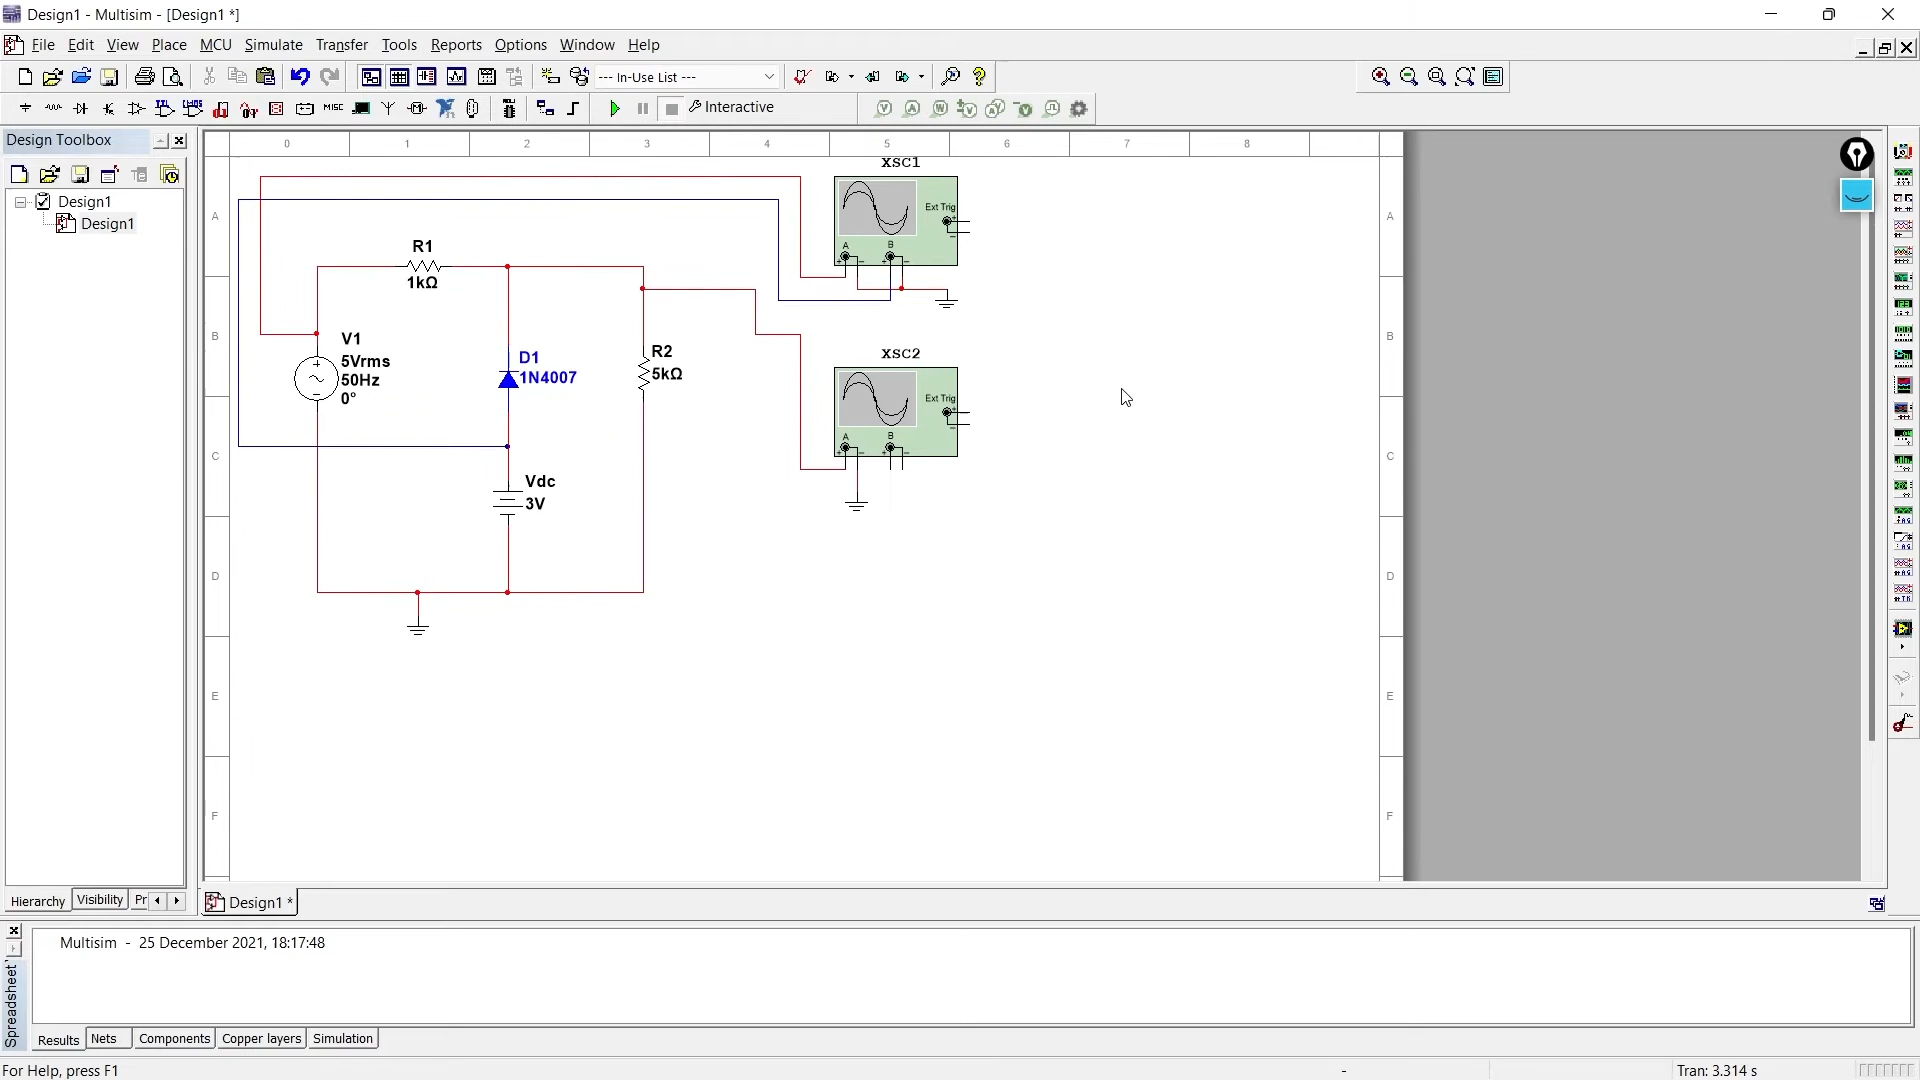 Design1 - Multisim - [Design1 *]
File Edit View Place MCU Simulate Transfer Tools Reports Options Window Help
--- In-Use List ---
MISC
Interactive
Design Toolbox
Design1
Design1
0 1 2 3 4 5 6 7 8
A
B
C
D
E
F
A
B
C
D
E
F
XSC1
Ext Trig
A B
R1
1kΩ
V1
5Vrms
50Hz
0°
D1
1N4007
R2
5kΩ
Vdc
3V
XSC2
Ext Trig
A B
Hierarchy Visibility Pr
Design1 *
Multisim - 25 December 2021, 18:17:48
Spreadsheet
Results Nets Components Copper layers Simulation
For Help, press F1
-
Tran: 3.314 s